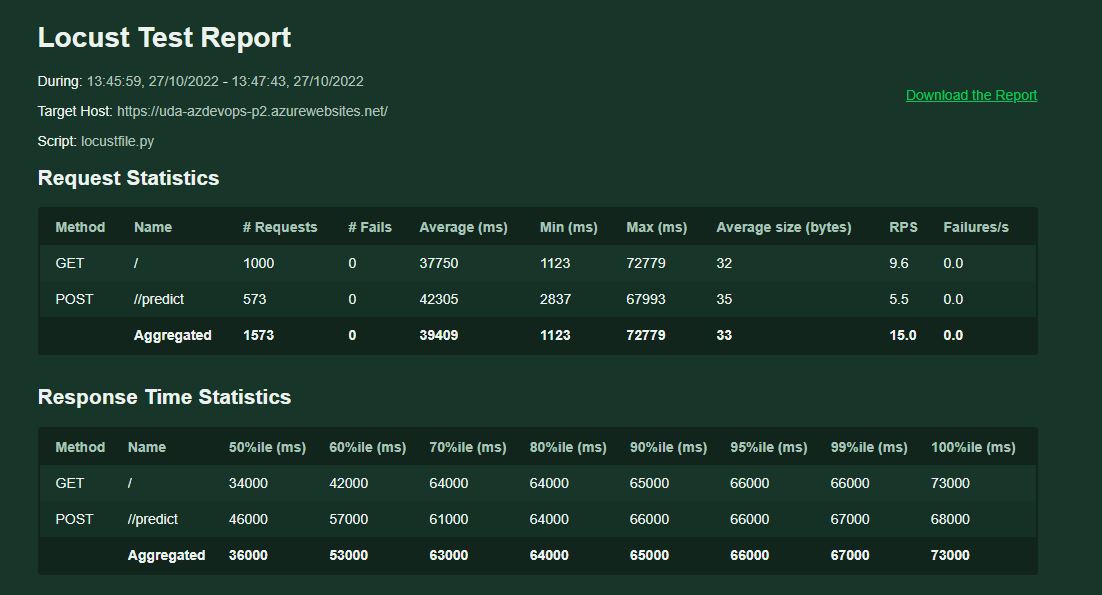 Locust Test Report
During: 13:45:59, 27/10/2022 - 13:47:43, 27/10/2022
Download the Report
Target Host: https://uda-azdevops-p2.azurewebsites.net/
Script: locustfile.py
Request Statistics
Method Name # Requests # Fails Average (ms) Min (ms) Max (ms) Average size (bytes) RPS Failures/s
GET / 1000 0 37750 1123 72779 32 9.6 0.0
POST //predict 573 0 42305 2837 67993 35 5.5 0.0
Aggregated 1573 0 39409 1123 72779 33 15.0 0.0
Response Time Statistics
Method Name 50%ile (ms) 60%ile (ms) 70%ile (ms) 80%ile (ms) 90%ile (ms) 95%ile (ms) 99%ile (ms) 100%ile (ms)
GET / 34000 42000 64000 64000 65000 66000 66000 73000
POST //predict 46000 57000 61000 64000 66000 66000 67000 68000
Aggregated 36000 53000 63000 64000 65000 66000 67000 73000